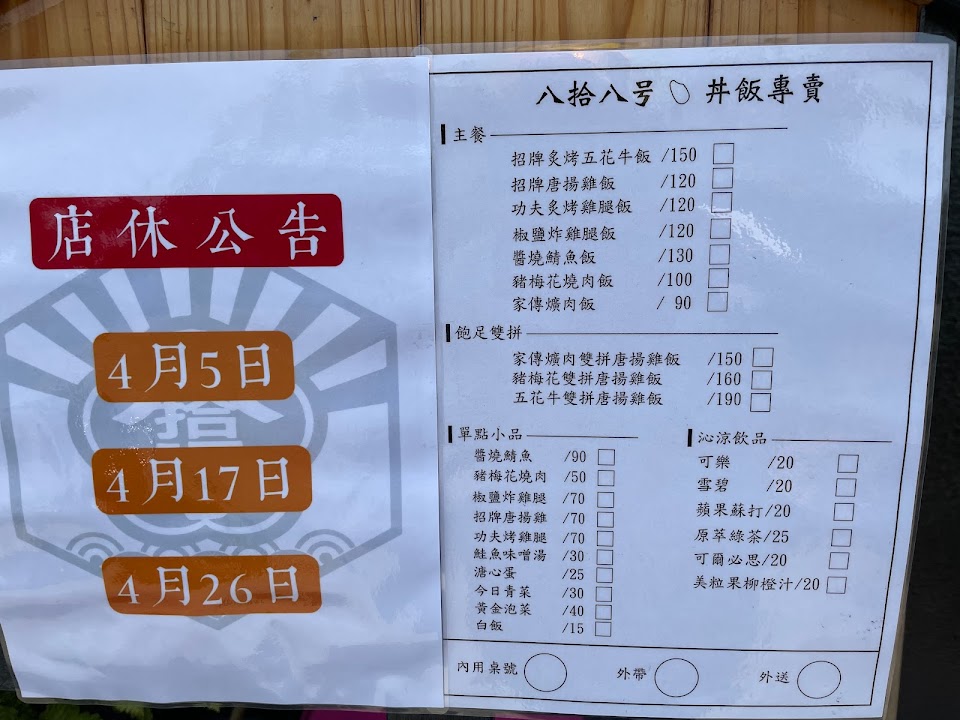 店休公告
4月5日
拾
4月17日
4月26日
八拾八号 丼飯專賣
主餐
招牌炙烤五花牛飯 /150
招牌唐揚雞飯 /120
功夫炙烤雞腿飯 /120
椒鹽炸雞腿飯 /120
醬燒鯖魚飯 /130
豬梅花燒肉飯 /100
家傳爌肉飯 / 90
飽足雙拼
家傳爌肉雙拼唐揚雞飯 /150
豬梅花雙拼唐揚雞飯 /160
五花牛雙拼唐揚雞飯 /190
單點小品
醬燒鯖魚 /90
豬梅花燒肉 /50
椒鹽炸雞腿 /70
招牌唐揚雞 /70
功夫烤雞腿 /70
鮭魚味噌湯 /30
溏心蛋 /25
今日青菜 /30
黃金泡菜 /40
白飯 /15
沁涼飲品
可樂 /20
雪碧 /20
蘋果蘇打/20
原萃綠茶/25
可爾必思/20
美粒果柳橙汁/20
內用桌號 外帶 外送